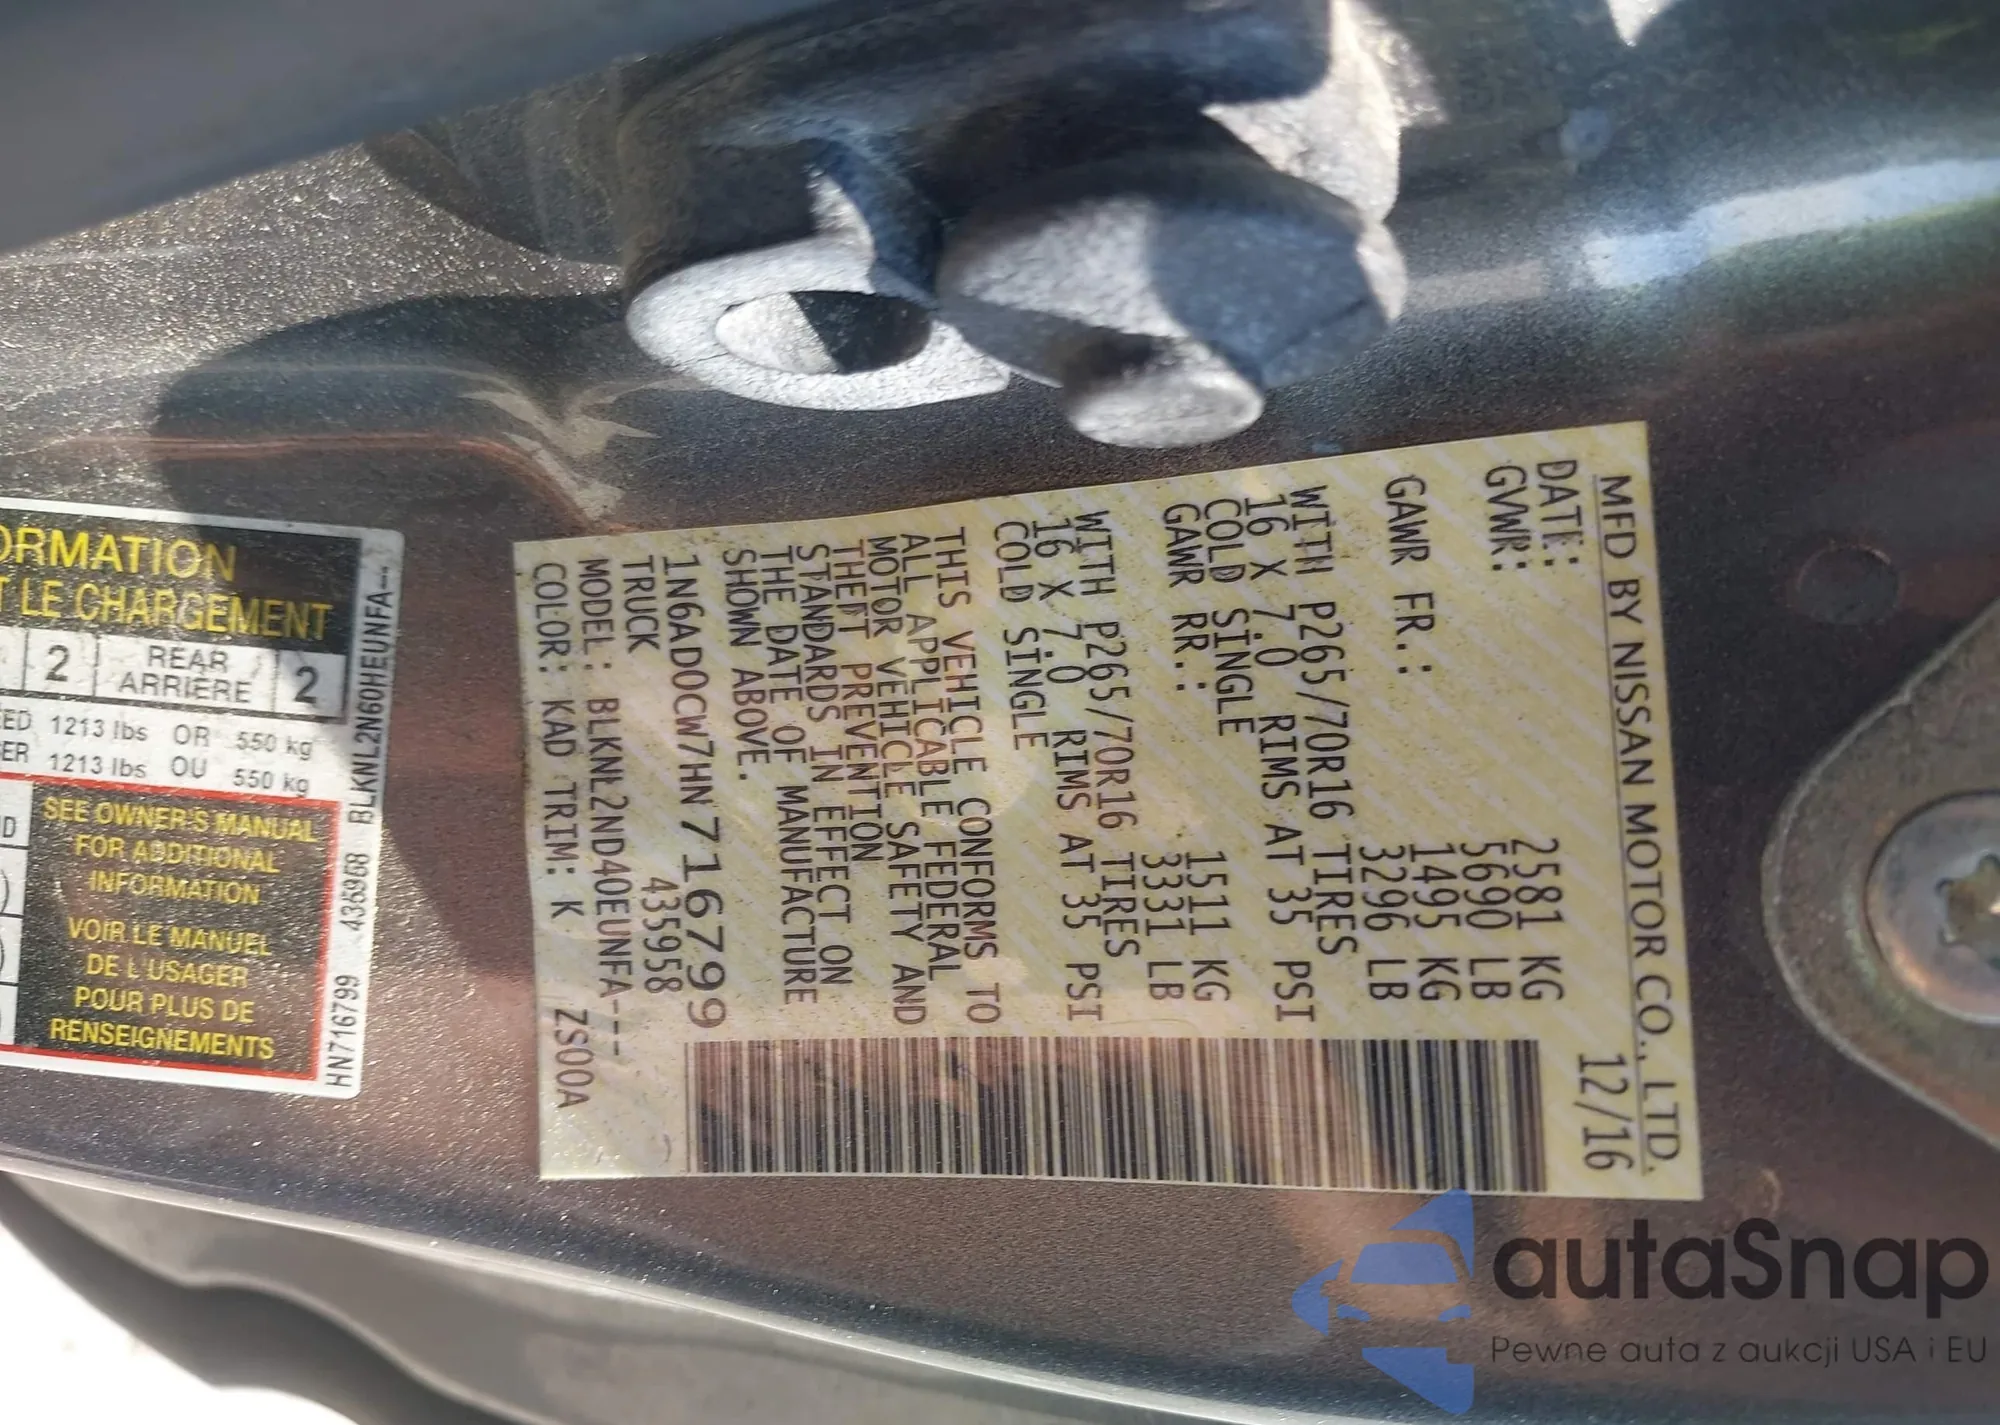 MFD BY NISSAN MOTOR CO., LTD.
DATE: 12/16
GVWR: 2581 KG
5690 LB
GAWR FR.: 1495 KG
3296 LB
WITH P265/70R16 TIRES
16 X 7.0 RIMS AT 35 PSI
COLD SINGLE
GAWR RR.: 1511 KG
3331 LB
WITH P265/70R16 TIRES
16 X 7.0 RIMS AT 35 PSI
COLD SINGLE
THIS VEHICLE CONFORMS TO
ALL APPLICABLE FEDERAL
MOTOR VEHICLE SAFETY AND
THEFT PREVENTION
STANDARDS IN EFFECT ON
THE DATE OF MANUFACTURE
SHOWN ABOVE.
1N6AD0CW7HN 716799
TRUCK 435958
MODEL: BLKNL2ND40EUNFA---
COLOR: KAD TRIM: K ZS00A
ORMATION
T LE CHARGEMENT
2 REAR
ARRIÈRE 2
1213 lbs OR 550 kg
1213 lbs OU 550 kg
SEE OWNER'S MANUAL
FOR ADDITIONAL
INFORMATION
VOIR LE MANUEL
DE L'USAGER
POUR PLUS DE
RENSEIGNEMENTS
HN716799 BLKNL2N60HEUNFA--
autaSnap
Pewne auta z aukcji USA i EU